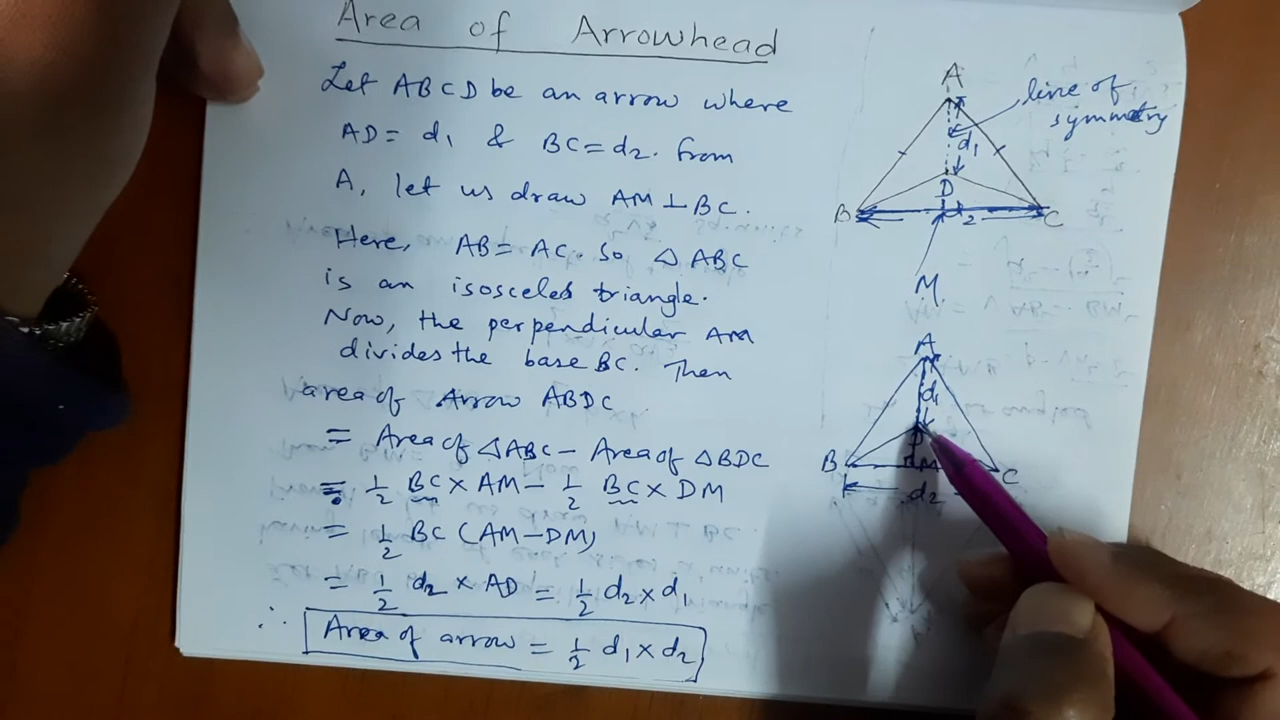 Area of Arrowhead
Let ABCD be an arrow where
AD = d₁ & BC = d₂. from
A, let us draw AM ⊥ BC.
Here, AB = AC. So △ ABC
is an isosceles triangle.
Now, the perpendicular AM
divides the base BC. Then
area of Arrow ABDC
= Area of △ABC - Area of △BDC
= 1/2 BC × AM - 1/2 BC × DM
= 1/2 BC (AM - DM)
= 1/2 d₂ × AD = 1/2 d₂ × d₁
∴ Area of arrow = 1/2 d₁ × d₂
A
line of
symmetry
d₁
D
B
d₂
C
M
A
d₁
D
B
M
C
d₂